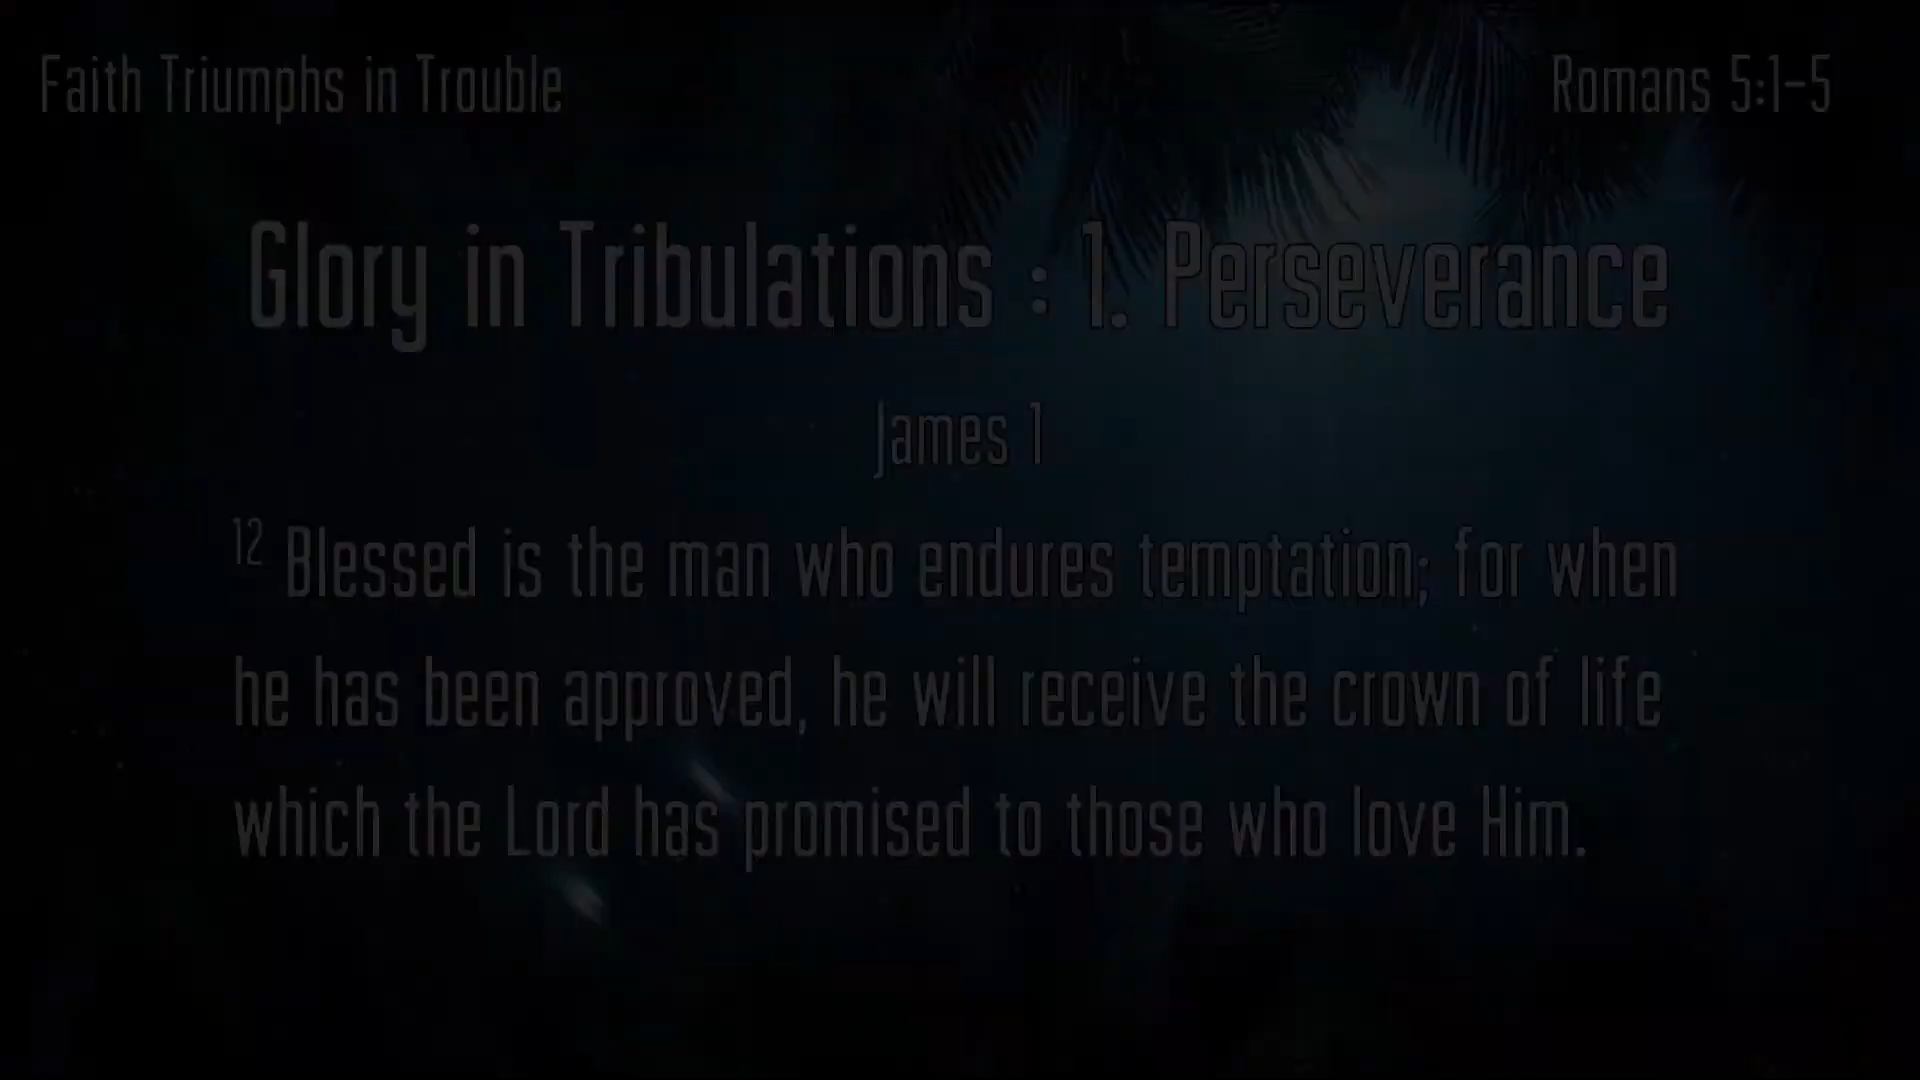 Faith Triumphs in Trouble
Romans 5:1-5
Glory in Tribulations : 1. Perseverance
James 1
12 Blessed is the man who endures temptation; for when
he has been approved, he will receive the crown of life
which the Lord has promised to those who love Him.